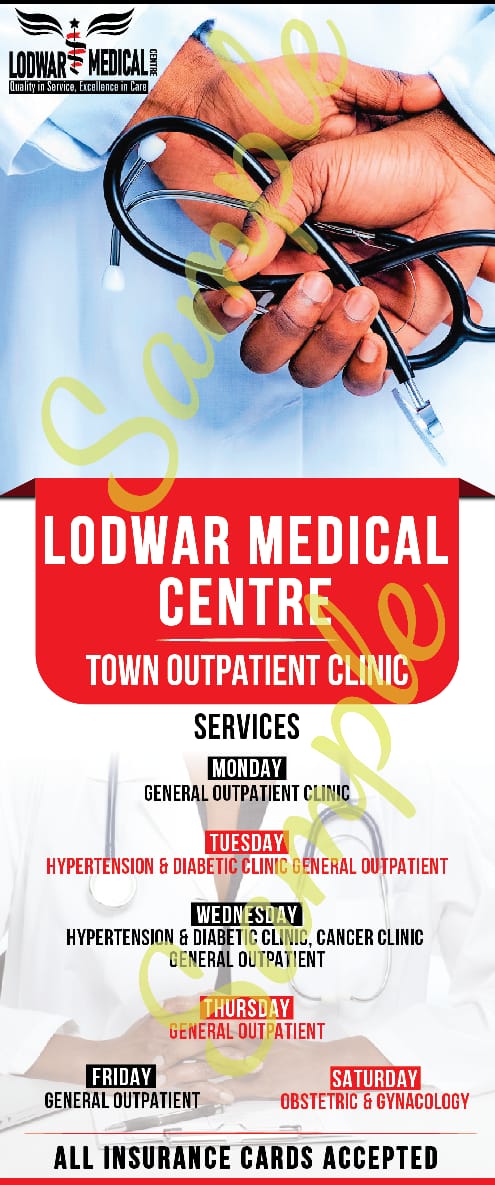 LODWAR MEDICAL CENTRE
Quality in Service, Excellence in Care
Sample
LODWAR MEDICAL
CENTRE
TOWN OUTPATIENT CLINIC
SERVICES
MONDAY
GENERAL OUTPATIENT CLINIC
TUESDAY
HYPERTENSION & DIABETIC CLINIC GENERAL OUTPATIENT
WEDNESDAY
HYPERTENSION & DIABETIC CLINIC, CANCER CLINIC
GENERAL OUTPATIENT
Sample
THURSDAY
GENERAL OUTPATIENT
FRIDAY
GENERAL OUTPATIENT
SATURDAY
OBSTETRIC & GYNACOLOGY
ALL INSURANCE CARDS ACCEPTED